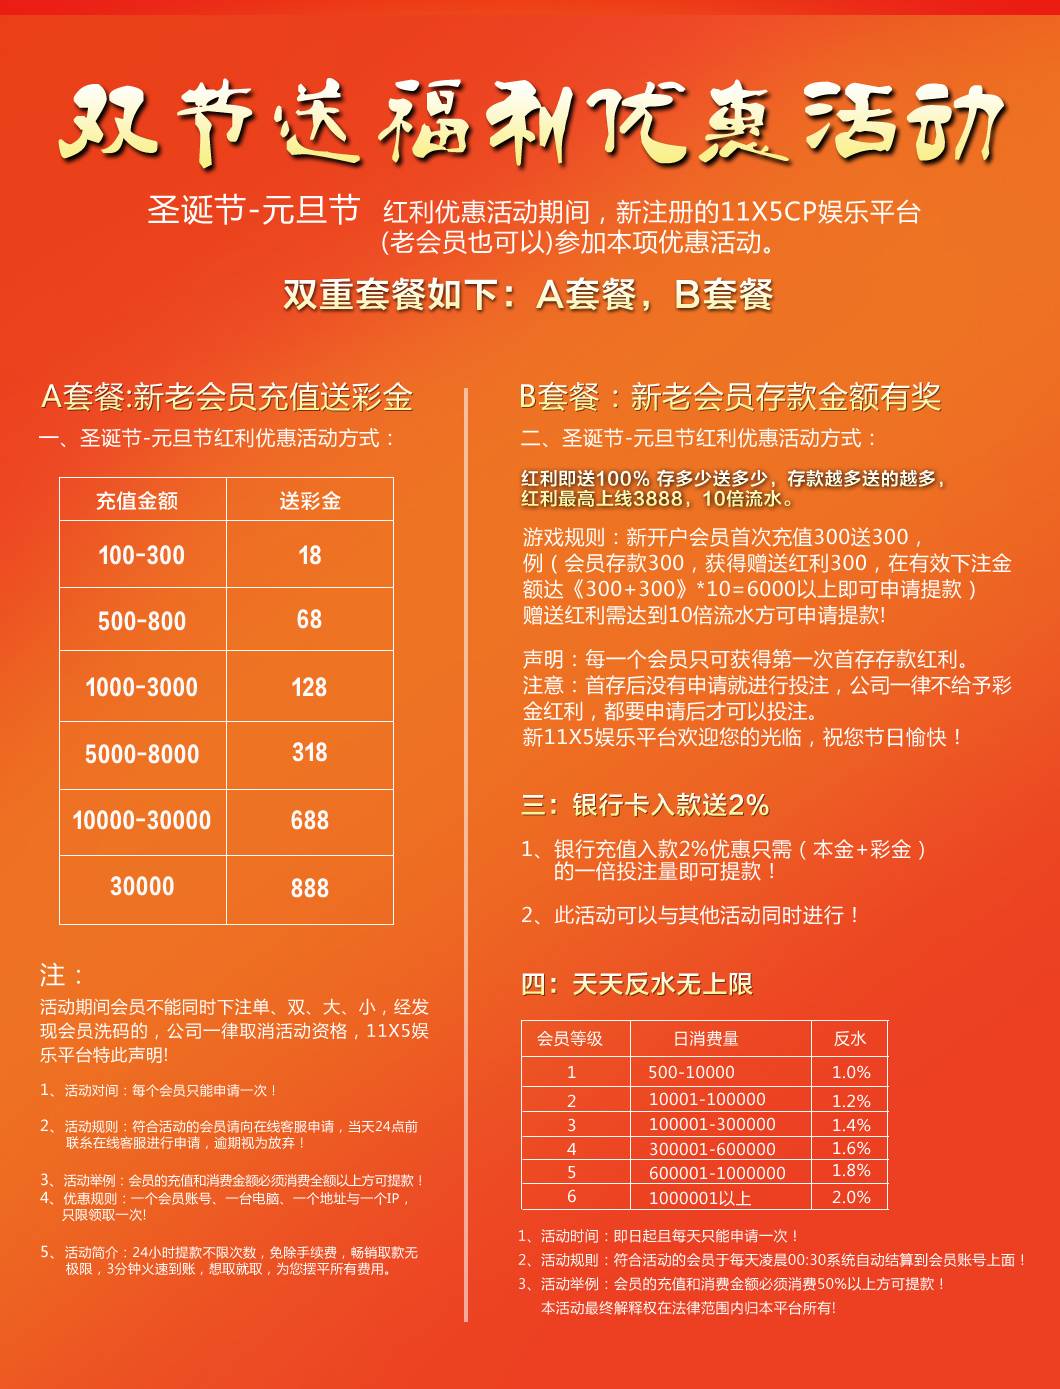 双节送福利优惠活动
圣诞节-元旦节 红利优惠活动期间，新注册的11X5CP娱乐平台
(老会员也可以)参加本项优惠活动。
双重套餐如下：A套餐，B套餐
A套餐:新老会员充值送彩金
一、圣诞节-元旦节红利优惠活动方式：
充值金额 送彩金
100-300 18
500-800 68
1000-3000 128
5000-8000 318
10000-30000 688
30000 888
注：
活动期间会员不能同时下注单、双、大、小，经发
现会员洗码的，公司一律取消活动资格，11X5娱
乐平台特此声明!
1、活动对间：每个会员只能申请一次！
2、活动规则：符合活动的会员请向在线客服申请，当天24点前
联系在线客服进行申请，逾期视为放弃！
3、活动举例：会员的充值和消费金额必须消费全额以上方可提款！
4、优惠规则：一个会员账号、一台电脑、一个地址与一个IP，
只限领取一次!
5、活动简介：24小时提款不限次数，免除手续费，畅销取款无
极限，3分钟火速到账，想取就取，为您摆平所有费用。
B套餐：新老会员存款金额有奖
二、圣诞节-元旦节红利优惠活动方式：
红利即送100% 存多少送多少，存款越多送的越多，
红利最高上线3888，10倍流水。
游戏规则：新开户会员首次充值300送300，
例（会员存款300，获得赠送红利300，在有效下注金
额达《300+300》*10=6000以上即可申请提款）
赠送红利需达到10倍流水方可申请提款!
声明：每一个会员只可获得第一次首存存款红利。
注意：首存后没有申请就进行投注，公司一律不给予彩
金红利，都要申请后才可以投注。
新11X5娱乐平台欢迎您的光临，祝您节日愉快！
三：银行卡入款送2%
1、银行充值入款2%优惠只需（本金+彩金）
的一倍投注量即可提款！
2、此活动可以与其他活动同时进行！
四：天天反水无上限
会员等级 日消费量 反水
1 500-10000 1.0%
2 10001-100000 1.2%
3 100001-300000 1.4%
4 300001-600000 1.6%
5 600001-1000000 1.8%
6 1000001以上 2.0%
1、活动时间：即日起且每天只能申请一次！
2、活动规则：符合活动的会员于每天凌晨00:30系统自动结算到会员账号上面！
3、活动举例：会员的充值和消费金额必须消费50%以上方可提款！
本活动最终解释权在法律范围内归本平台所有!